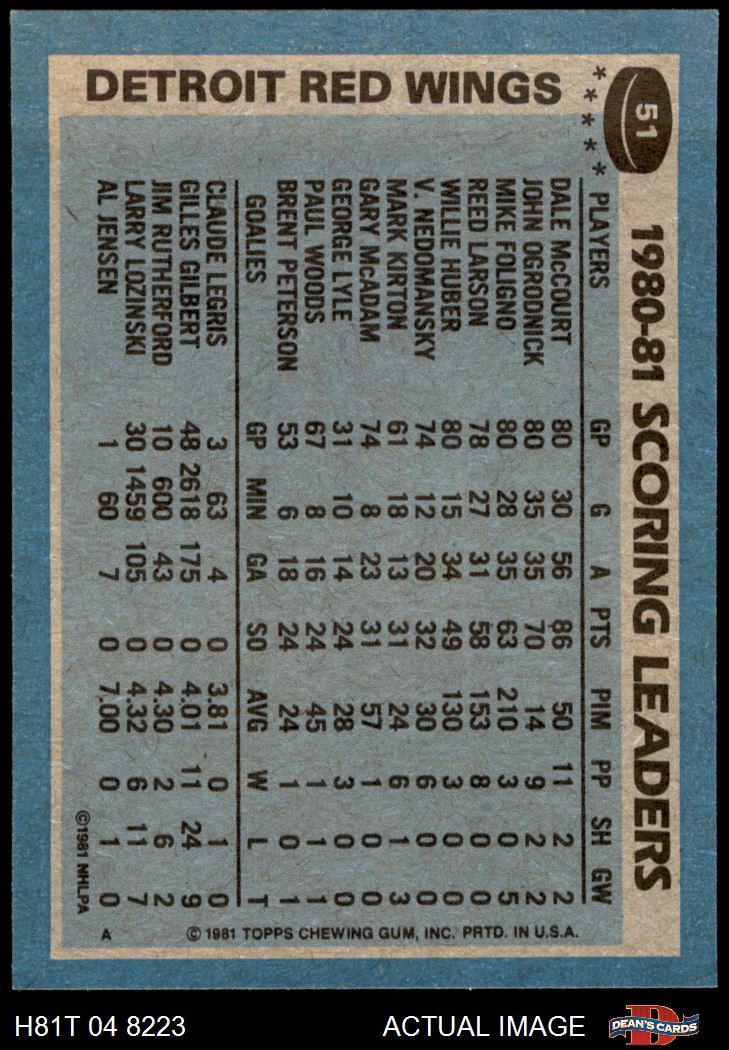 51
1980-81 SCORING LEADERS
DETROIT RED WINGS
PLAYERS GP G A PTS PIM PP SH GW
DALE McCOURT 80 30 56 86 50 11 2 2
JOHN OGRODNICK 80 35 35 70 14 9 2 2
MIKE FOLIGNO 80 28 35 63 210 3 0 5
REED LARSON 78 27 31 58 153 8 0 0
WILLIE HUBER 80 15 34 49 130 3 0 0
V. NEDOMANSKY 74 12 20 32 30 6 0 0
MARK KIRTON 61 18 13 31 24 6 1 3
GARY McADAM 74 8 23 31 57 1 0 0
GEORGE LYLE 31 10 14 24 28 3 0 0
PAUL WOODS 67 8 16 24 45 1 1 1
BRENT PETERSON 53 6 18 24 24 1 0 1
GOALIES GP MIN GA SO AVG W L T
CLAUDE LEGRIS 3 63 4 0 3.81 0 1 0
GILLES GILBERT 48 2618 175 0 4.01 11 24 9
JIM RUTHERFORD 10 600 43 0 4.30 2 6 2
LARRY LOZINSKI 30 1459 105 0 4.32 6 11 7
AL JENSEN 1 60 7 0 7.00 0 1 0
©1981 NHLPA
A © 1981 TOPPS CHEWING GUM, INC. PRTD. IN U.S.A.
H81T 04 8223 ACTUAL IMAGE DEAN'S CARDS